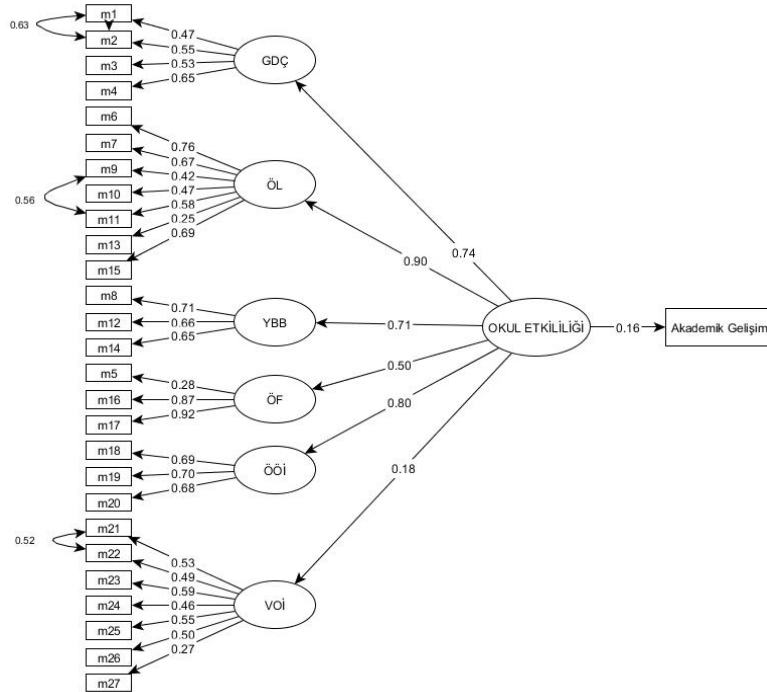 m1
0.63
m2
m3
m4
0.47
0.55
0.53
0.65
GDÇ
m6
m7
m9
m10
0.56
m11
m13
m15
0.76
0.67
0.42
0.47
0.58
0.25
0.69
ÖL
0.74
0.90
m8
m12
m14
0.71
0.66
0.65
YBB
0.71
OKUL ETKİLİLİĞİ
0.16
Akademik Gelişim
m5
m16
m17
0.28
0.87
0.92
ÖF
0.50
0.80
m18
m19
m20
0.69
0.70
0.68
ÖÖİ
0.18
m21
0.52
m22
m23
m24
m25
m26
m27
0.53
0.49
0.59
0.46
0.55
0.50
0.27
VOİ